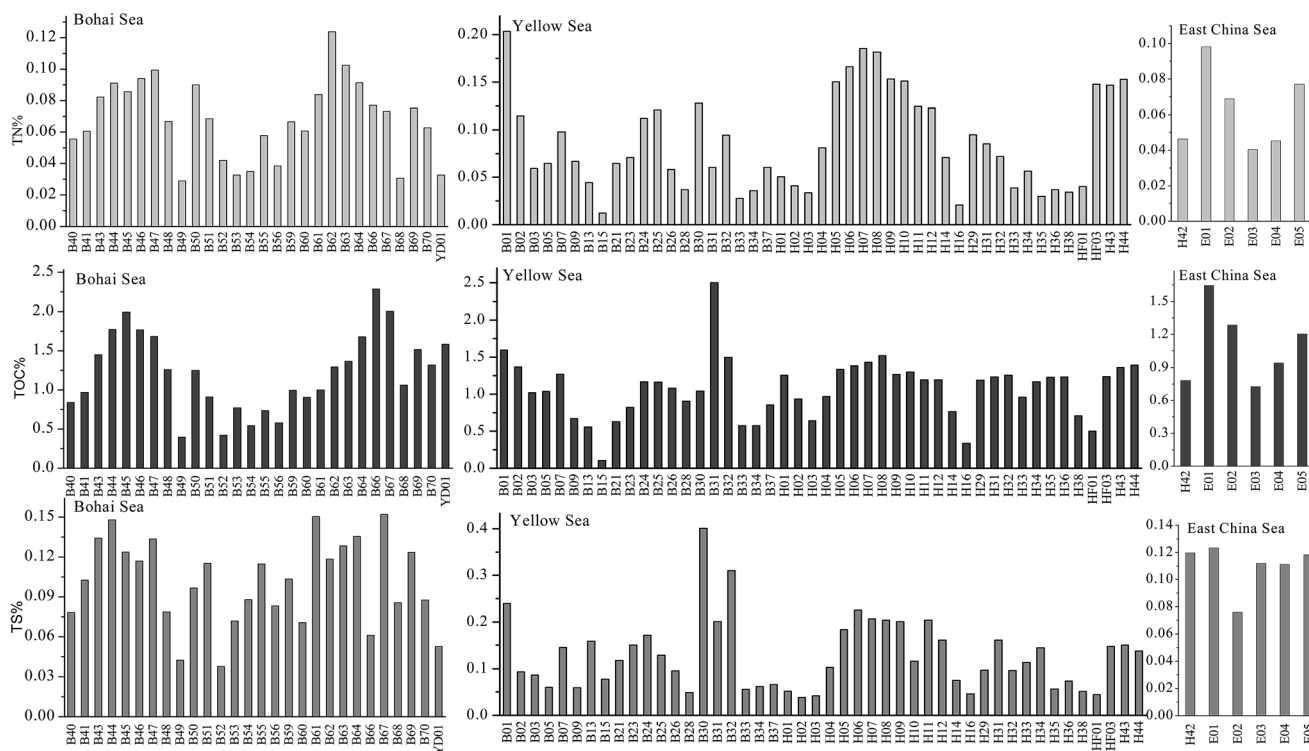 Bohai Sea
TN%
0.12
0.10
0.08
0.06
0.04
0.02
0.00
B40 B41 B43 B44 B45 B46 B47 B48 B49 B50 B51 B52 B53 B54 B55 B56 B59 B60 B61 B62 B63 B64 B66 B67 B68 B69 B70 YD01
Yellow Sea
0.20
0.15
0.10
0.05
0.00
B01 B02 B03 B05 B07 B09 B13 B15 B21 B23 B24 B25 B26 B28 B30 B31 B32 B33 B34 B37 H01 H02 H03 H04 H05 H06 H07 H08 H09 H10 H11 H12 H14 H16 H29 H31 H32 H33 H34 H35 H36 H38 HF01 HF03 H43 H44
East China Sea
0.10
0.08
0.06
0.04
0.02
0.00
H42 E01 E02 E03 E04 E05
Bohai Sea
TOC%
2.5
2.0
1.5
1.0
0.5
0.0
B40 B41 B43 B44 B45 B46 B47 B48 B49 B50 B51 B52 B53 B54 B55 B56 B59 B60 B61 B62 B63 B64 B66 B67 B68 B69 B70 YD01
Yellow Sea
2.5
2.0
1.5
1.0
0.5
0.0
B01 B02 B03 B05 B07 B09 B13 B15 B21 B23 B24 B25 B26 B28 B30 B31 B32 B33 B34 B37 H01 H02 H03 H04 H05 H06 H07 H08 H09 H10 H11 H12 H14 H16 H29 H31 H32 H33 H34 H35 H36 H38 HF01 HF03 H43 H44
East China Sea
1.5
1.2
0.9
0.6
0.3
0.0
H42 E01 E02 E03 E04 E05
Bohai Sea
TS%
0.15
0.12
0.09
0.06
0.03
0.00
B40 B41 B43 B44 B45 B46 B47 B48 B49 B50 B51 B52 B53 B54 B55 B56 B59 B60 B61 B62 B63 B64 B66 B67 B68 B69 B70 YD01
Yellow Sea
0.4
0.3
0.2
0.1
0.0
B01 B02 B03 B05 B07 B09 B13 B15 B21 B23 B24 B25 B26 B28 B30 B31 B32 B33 B34 B37 H01 H02 H03 H04 H05 H06 H07 H08 H09 H10 H11 H12 H14 H16 H29 H31 H32 H33 H34 H35 H36 H38 HF01 HF03 H43 H44
East China Sea
0.14
0.12
0.10
0.08
0.06
0.04
0.02
0.00
H42 E01 E02 E03 E04